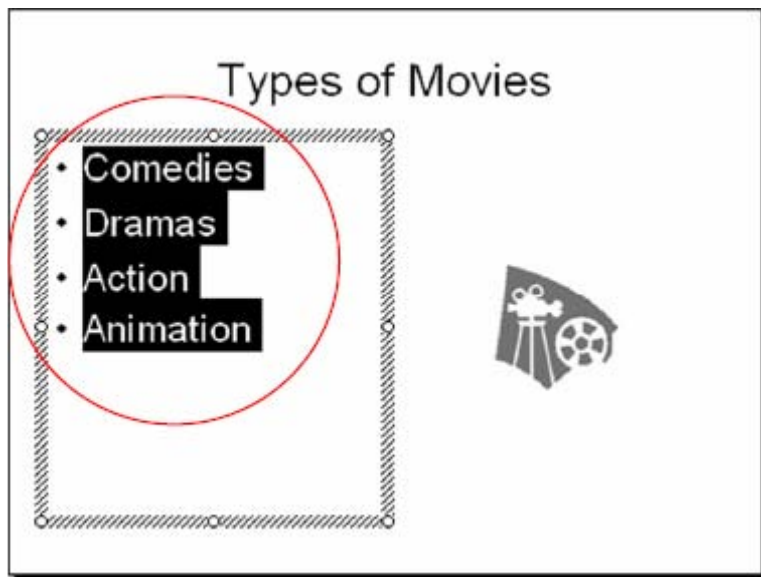 Types of Movies
• Comedies
• Dramas
• Action
• Animation